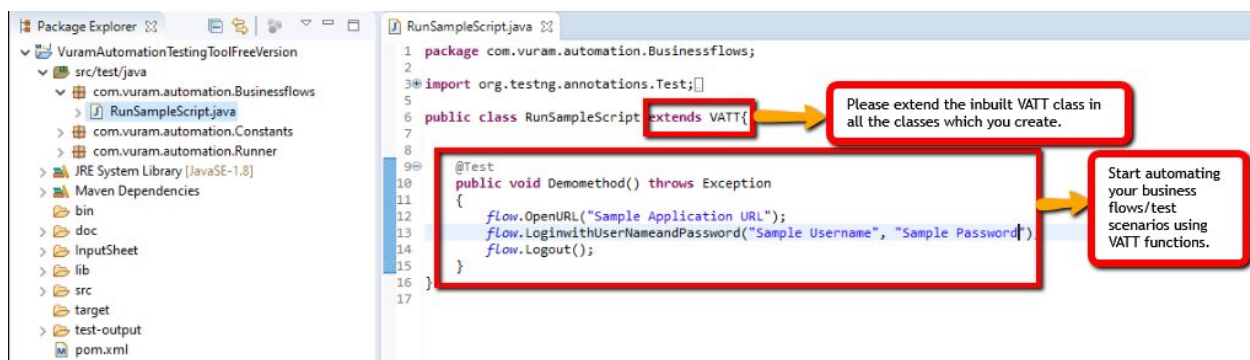 Package Explorer
VuramAutomationTestingToolFreeVersion
src/test/java
com.vuram.automation.Businessflows
RunSampleScript.java
com.vuram.automation.Constants
com.vuram.automation.Runner
JRE System Library [JavaSE-1.8]
Maven Dependencies
bin
doc
InputSheet
lib
src
target
test-output
pom.xml
RunSampleScript.java
1 package com.vuram.automation.Businessflows;
2
3 import org.testng.annotations.Test;
5
6 public class RunSampleScript extends VATT{
7
8
9 @Test
10 public void Demomethod() throws Exception
11 {
12 flow.OpenURL("Sample Application URL");
13 flow.LoginwithUserNameandPassword("Sample Username", "Sample Password")
14 flow.Logout();
15 }
16 }
17
Please extend the inbuilt VATT class in
all the classes which you create.
Start automating
your business
flows/test
scenarios using
VATT functions.